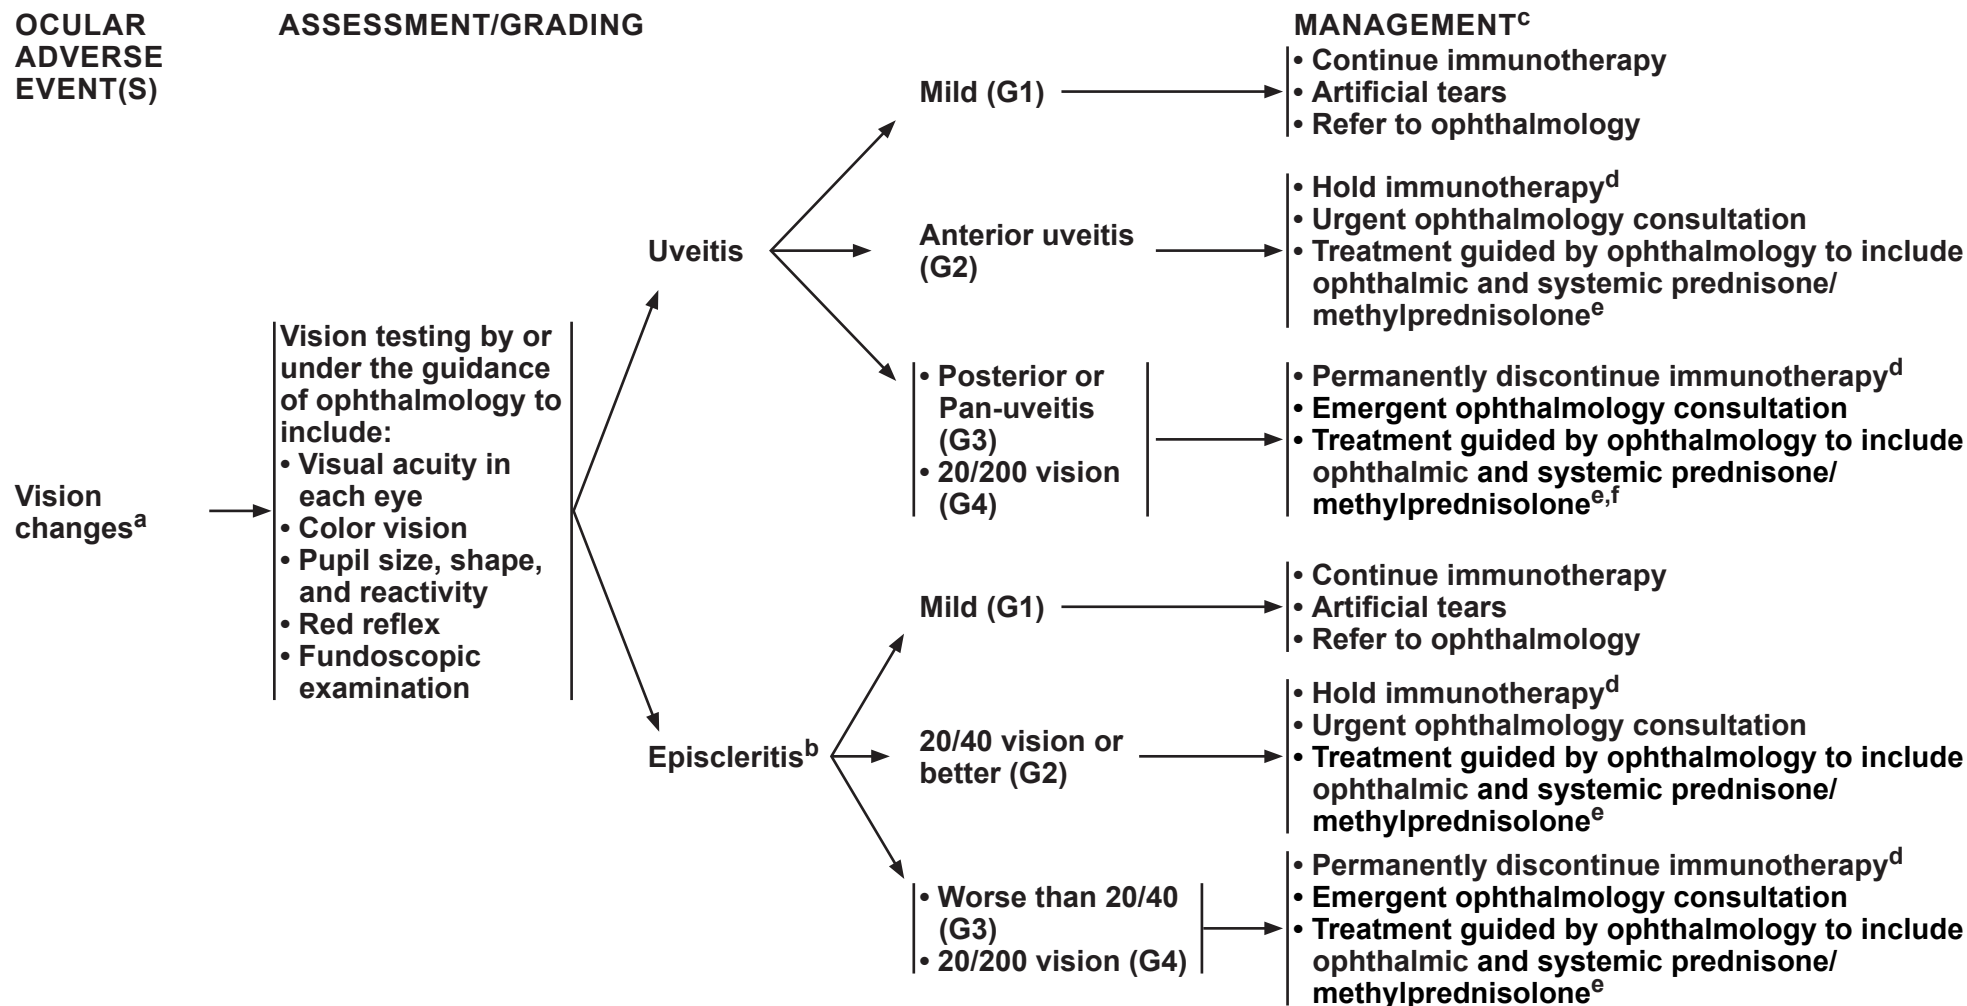 OCULAR
ADVERSE
EVENT(S)
ASSESSMENT/GRADING
MANAGEMENTc
Vision
changesa
Vision testing by or
under the guidance
of ophthalmology to
include:
• Visual acuity in
each eye
• Color vision
• Pupil size, shape,
and reactivity
• Red reflex
• Fundoscopic
examination
Uveitis
Mild (G1)
• Continue immunotherapy
• Artificial tears
• Refer to ophthalmology
Anterior uveitis
(G2)
• Hold immunotherapyd
• Urgent ophthalmology consultation
• Treatment guided by ophthalmology to include
ophthalmic and systemic prednisone/
methylprednisolonee
• Posterior or
Pan-uveitis
(G3)
• 20/200 vision
(G4)
• Permanently discontinue immunotherapyd
• Emergent ophthalmology consultation
• Treatment guided by ophthalmology to include
ophthalmic and systemic prednisone/
methylprednisolonee,f
Episcleritisb
Mild (G1)
• Continue immunotherapy
• Artificial tears
• Refer to ophthalmology
20/40 vision or
better (G2)
• Hold immunotherapyd
• Urgent ophthalmology consultation
• Treatment guided by ophthalmology to include
ophthalmic and systemic prednisone/
methylprednisolonee
• Worse than 20/40
(G3)
• 20/200 vision (G4)
• Permanently discontinue immunotherapyd
• Emergent ophthalmology consultation
• Treatment guided by ophthalmology to include
ophthalmic and systemic prednisone/
methylprednisolonee